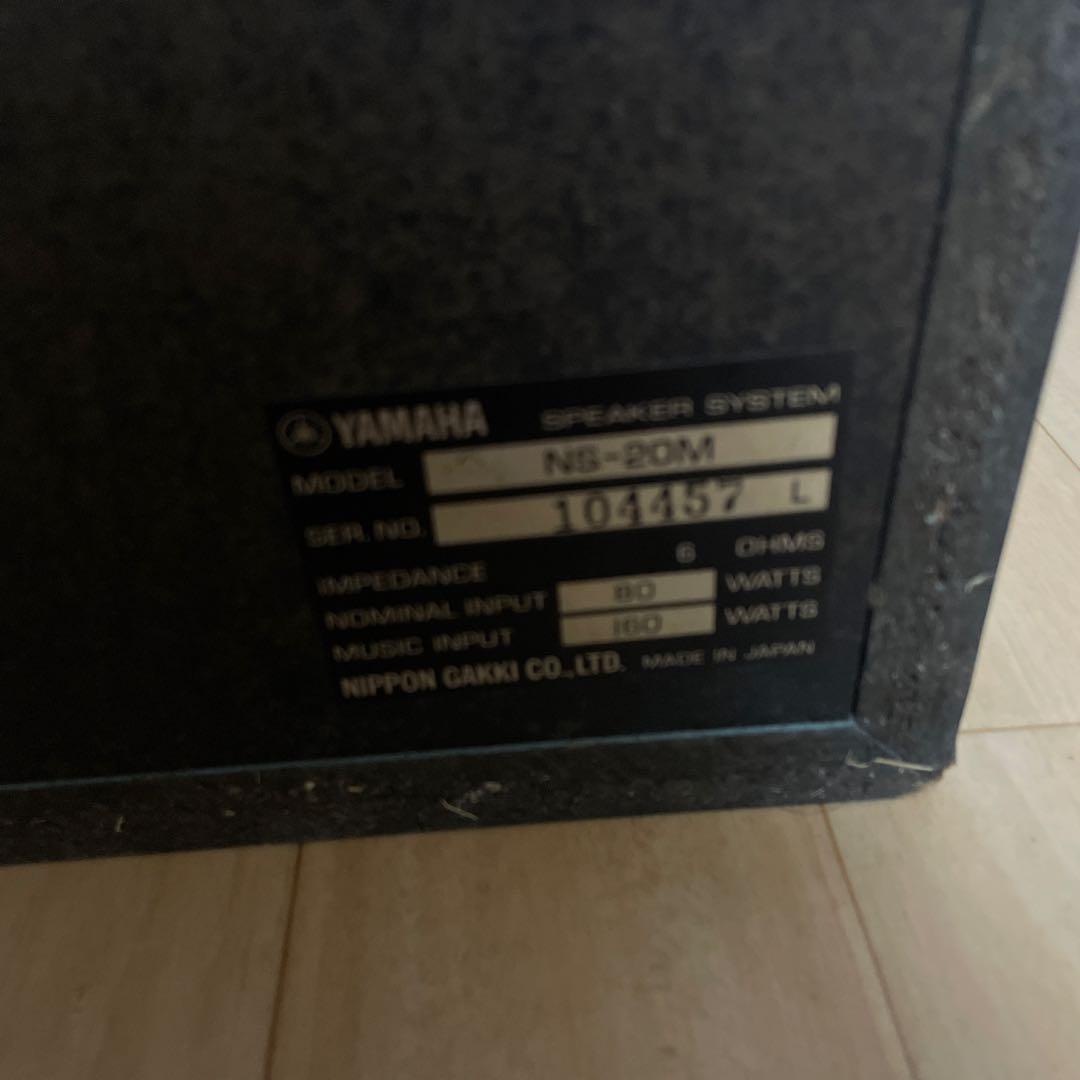 YAMAHA SPEAKER SYSTEM
MODEL NS-20M
SER. NO. 104457 L
IMPEDANCE 6 OHMS
NOMINAL INPUT 80 WATTS
MUSIC INPUT 160 WATTS
NIPPON GAKKI CO.,LTD. MADE IN JAPAN